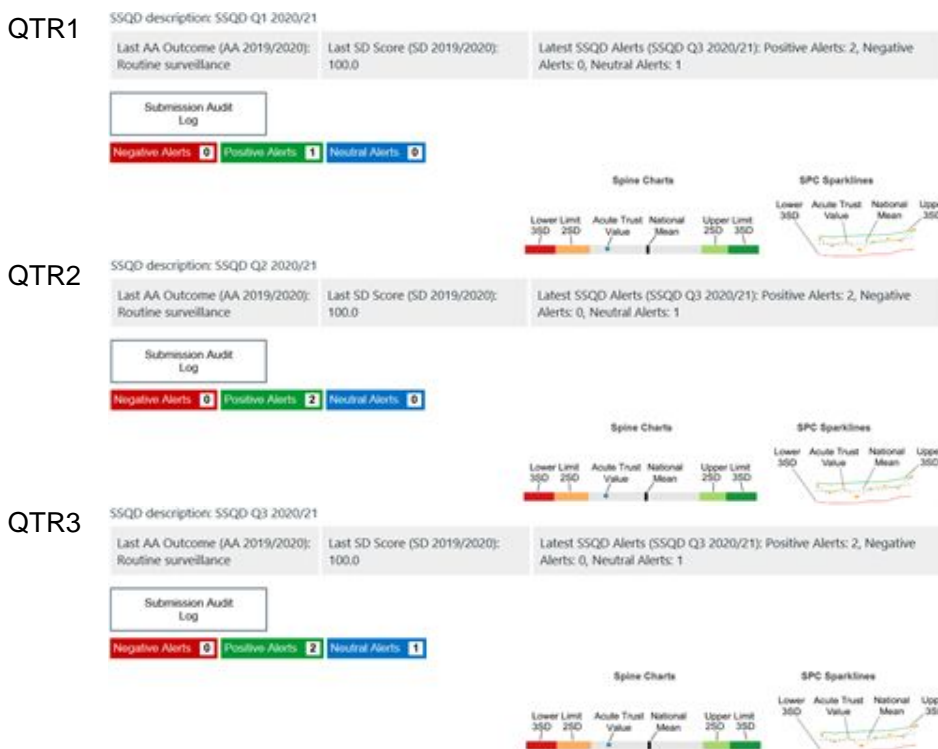 QTR1
SSQD description: SSQD Q1 2020/21
Last AA Outcome (AA 2019/2020):
Routine surveillance
Last SD Score (SD 2019/2020):
100.0
Latest SSQD Alerts (SSQD Q3 2020/21): Positive Alerts: 2, Negative
Alerts: 0, Neutral Alerts: 1
Submission Audit
Log
Negative Alerts 0 Positive Alerts 1 Neutral Alerts 0
Spine Charts
SPC Sparklines
Lower Limit Acute Trust National Upper Limit
3SD 2SD Value Mean 2SD 3SD
Lower Acute Trust National
3SD Value Mean 3SD
QTR2
SSQD description: SSQD Q2 2020/21
Last AA Outcome (AA 2019/2020):
Routine surveillance
Last SD Score (SD 2019/2020):
100.0
Latest SSQD Alerts (SSQD Q3 2020/21): Positive Alerts: 2, Negative
Alerts: 0, Neutral Alerts: 1
Submission Audit
Log
Negative Alerts 0 Positive Alerts 2 Neutral Alerts 0
Spine Charts
SPC Sparklines
Lower Limit Acute Trust National Upper Limit
3SD 2SD Value Mean 2SD 3SD
Lower Acute Trust National
3SD Value Mean 3SD
QTR3
SSQD description: SSQD Q3 2020/21
Last AA Outcome (AA 2019/2020):
Routine surveillance
Last SD Score (SD 2019/2020):
100.0
Latest SSQD Alerts (SSQD Q3 2020/21): Positive Alerts: 2, Negative
Alerts: 0, Neutral Alerts: 1
Submission Audit
Log
Negative Alerts 0 Positive Alerts 2 Neutral Alerts 1
Spine Charts
SPC Sparklines
Lower Limit Acute Trust National Upper Limit
3SD 2SD Value Mean 2SD 3SD
Lower Acute Trust National
3SD Value Mean